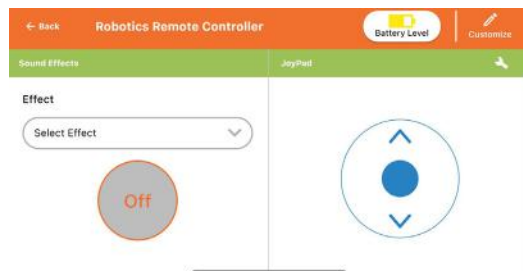 ← Back
Robotics Remote Controller
Battery Level
Customize
Sound Effects
JoyPad
Effect
Select Effect
Off